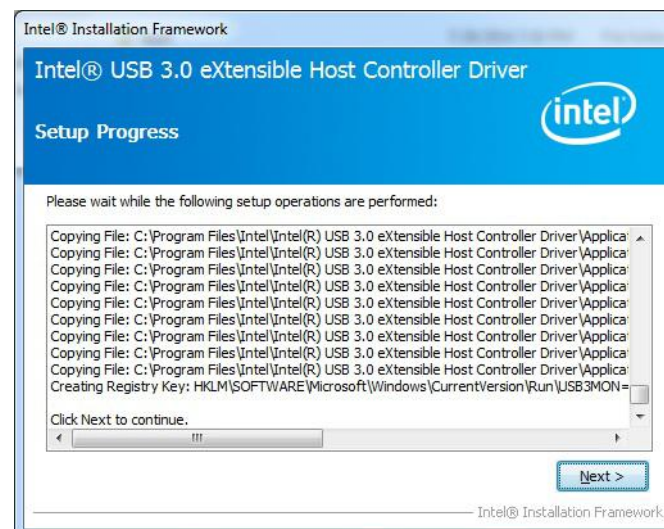 Intel® Installation Framework
Intel® USB 3.0 eXtensible Host Controller Driver
intel
Setup Progress
Please wait while the following setup operations are performed:
Copying File: C:\Program Files\Intel\Intel(R) USB 3.0 eXtensible Host Controller Driver\Applica
Copying File: C:\Program Files\Intel\Intel(R) USB 3.0 eXtensible Host Controller Driver\Applica
Copying File: C:\Program Files\Intel\Intel(R) USB 3.0 eXtensible Host Controller Driver\Applica
Copying File: C:\Program Files\Intel\Intel(R) USB 3.0 eXtensible Host Controller Driver\Applica
Copying File: C:\Program Files\Intel\Intel(R) USB 3.0 eXtensible Host Controller Driver\Applica
Copying File: C:\Program Files\Intel\Intel(R) USB 3.0 eXtensible Host Controller Driver\Applica
Copying File: C:\Program Files\Intel\Intel(R) USB 3.0 eXtensible Host Controller Driver\Applica
Copying File: C:\Program Files\Intel\Intel(R) USB 3.0 eXtensible Host Controller Driver\Applica
Copying File: C:\Program Files\Intel\Intel(R) USB 3.0 eXtensible Host Controller Driver\Applica
Creating Registry Key: HKLM\SOFTWARE\Microsoft\Windows\CurrentVersion\Run\USB3MON=
Click Next to continue.
Next >
Intel® Installation Framework